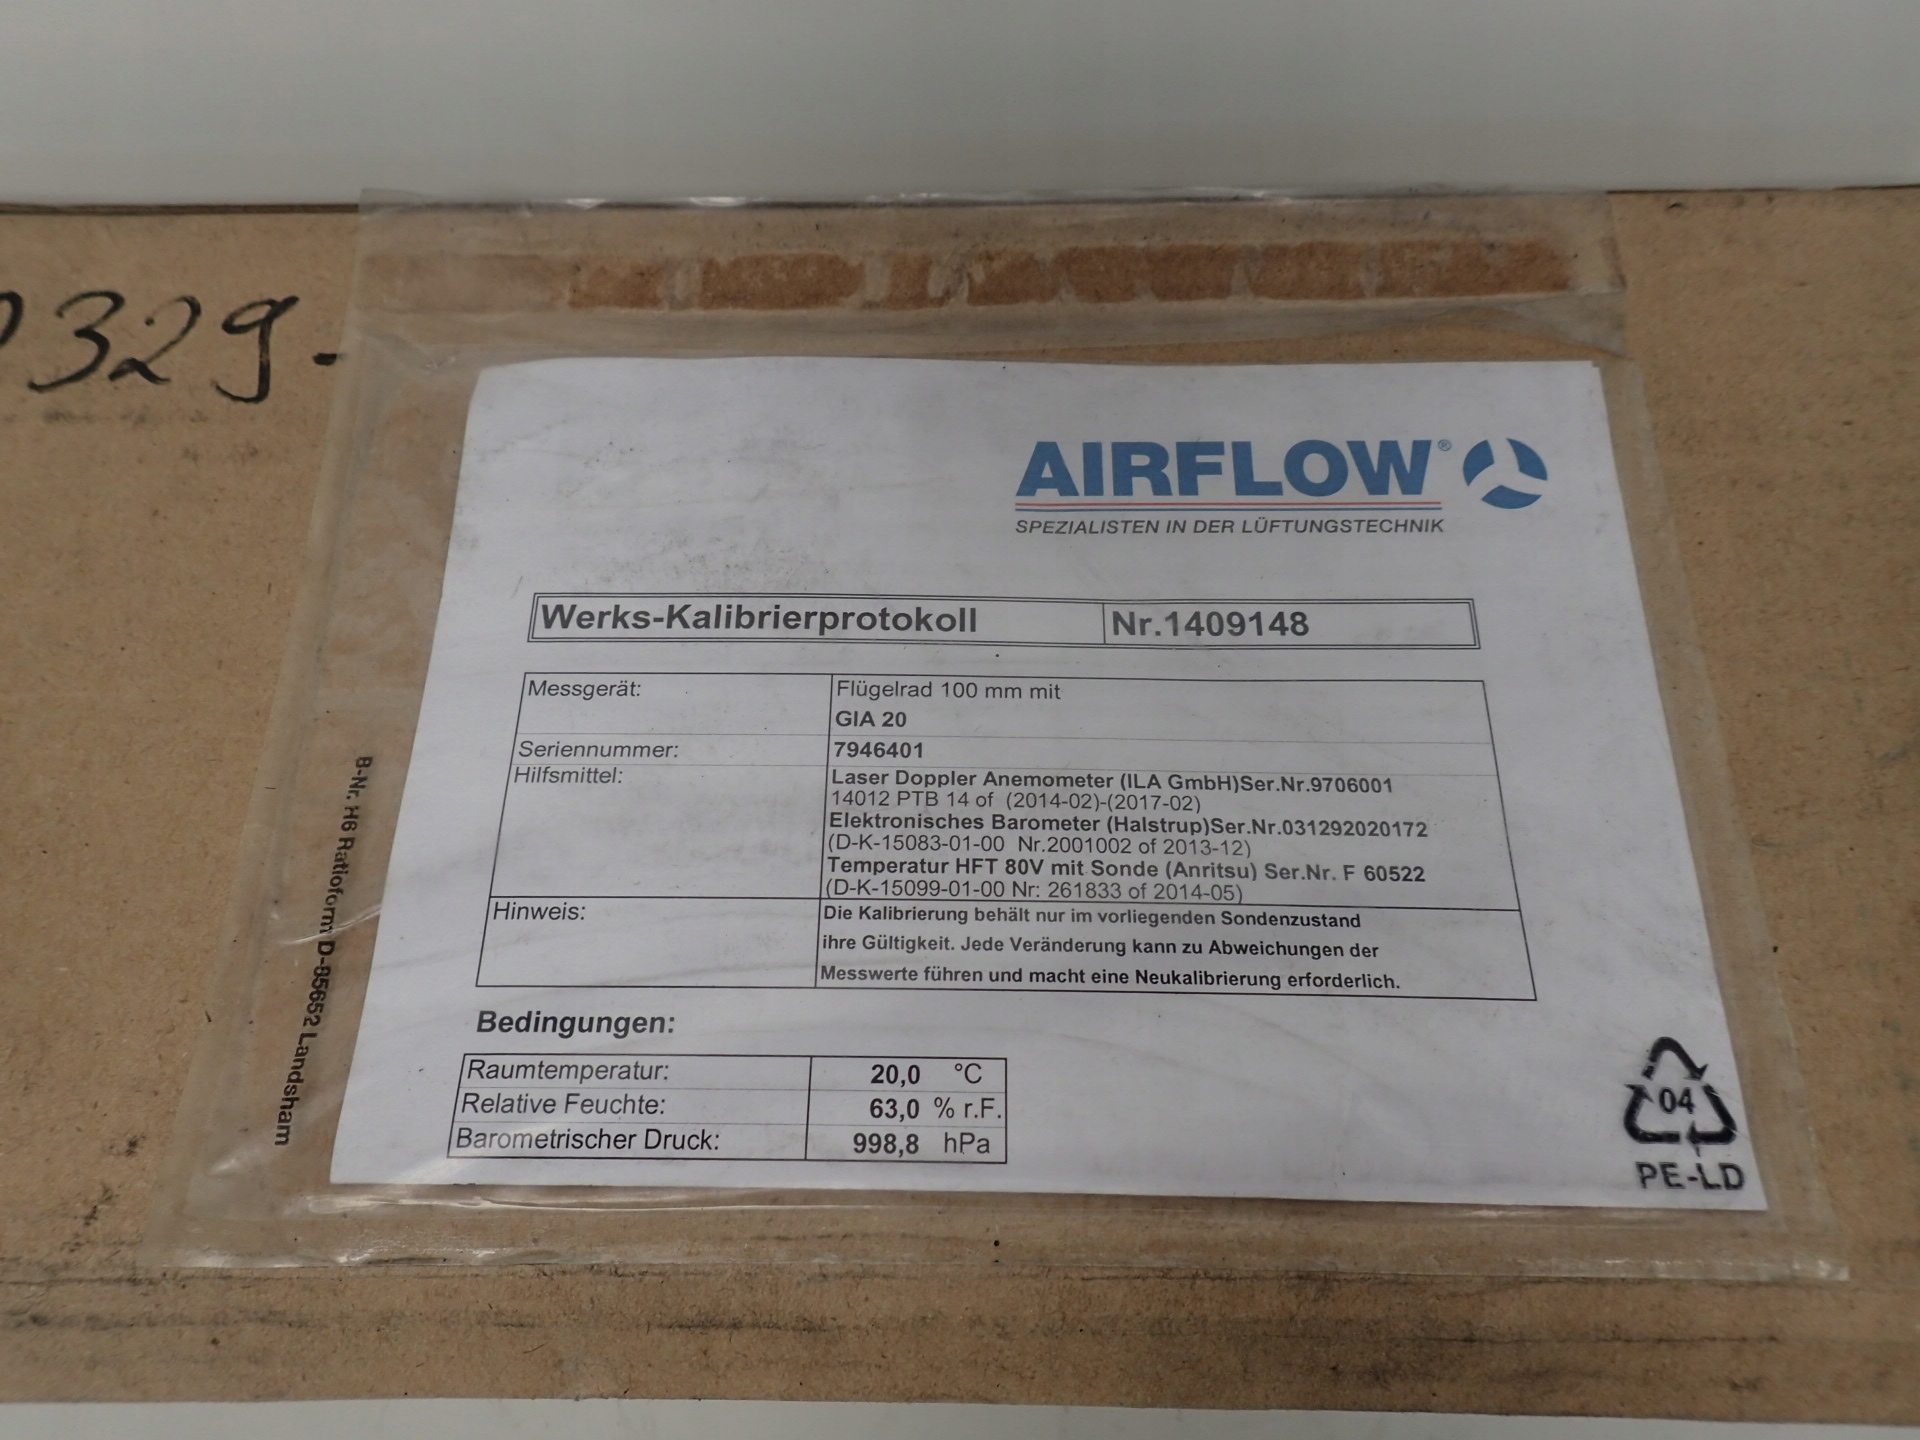 329-
AIRFLOW®
SPEZIALISTEN IN DER LÜFTUNGSTECHNIK
Werks-Kalibrierprotokoll Nr.1409148
Messgerät: Flügelrad 100 mm mit
GIA 20
Seriennummer: 7946401
Hilfsmittel: Laser Doppler Anemometer (ILA GmbH)Ser.Nr.9706001
14012 PTB 14 of (2014-02)-(2017-02)
Elektronisches Barometer (Halstrup)Ser.Nr.031292020172
(D-K-15083-01-00 Nr.2001002 of 2013-12)
Temperatur HFT 80V mit Sonde (Anritsu) Ser.Nr. F 60522
(D-K-15099-01-00 Nr: 261833 of 2014-05)
Hinweis: Die Kalibrierung behält nur im vorliegenden Sondenzustand
ihre Gültigkeit. Jede Veränderung kann zu Abweichungen der
Messwerte führen und macht eine Neukalibrierung erforderlich.
Bedingungen:
Raumtemperatur: 20,0 °C
Relative Feuchte: 63,0 % r.F.
Barometrischer Druck: 998,8 hPa
B-Nr. H6 Ratioform D-85652 Landsham
04
PE-LD